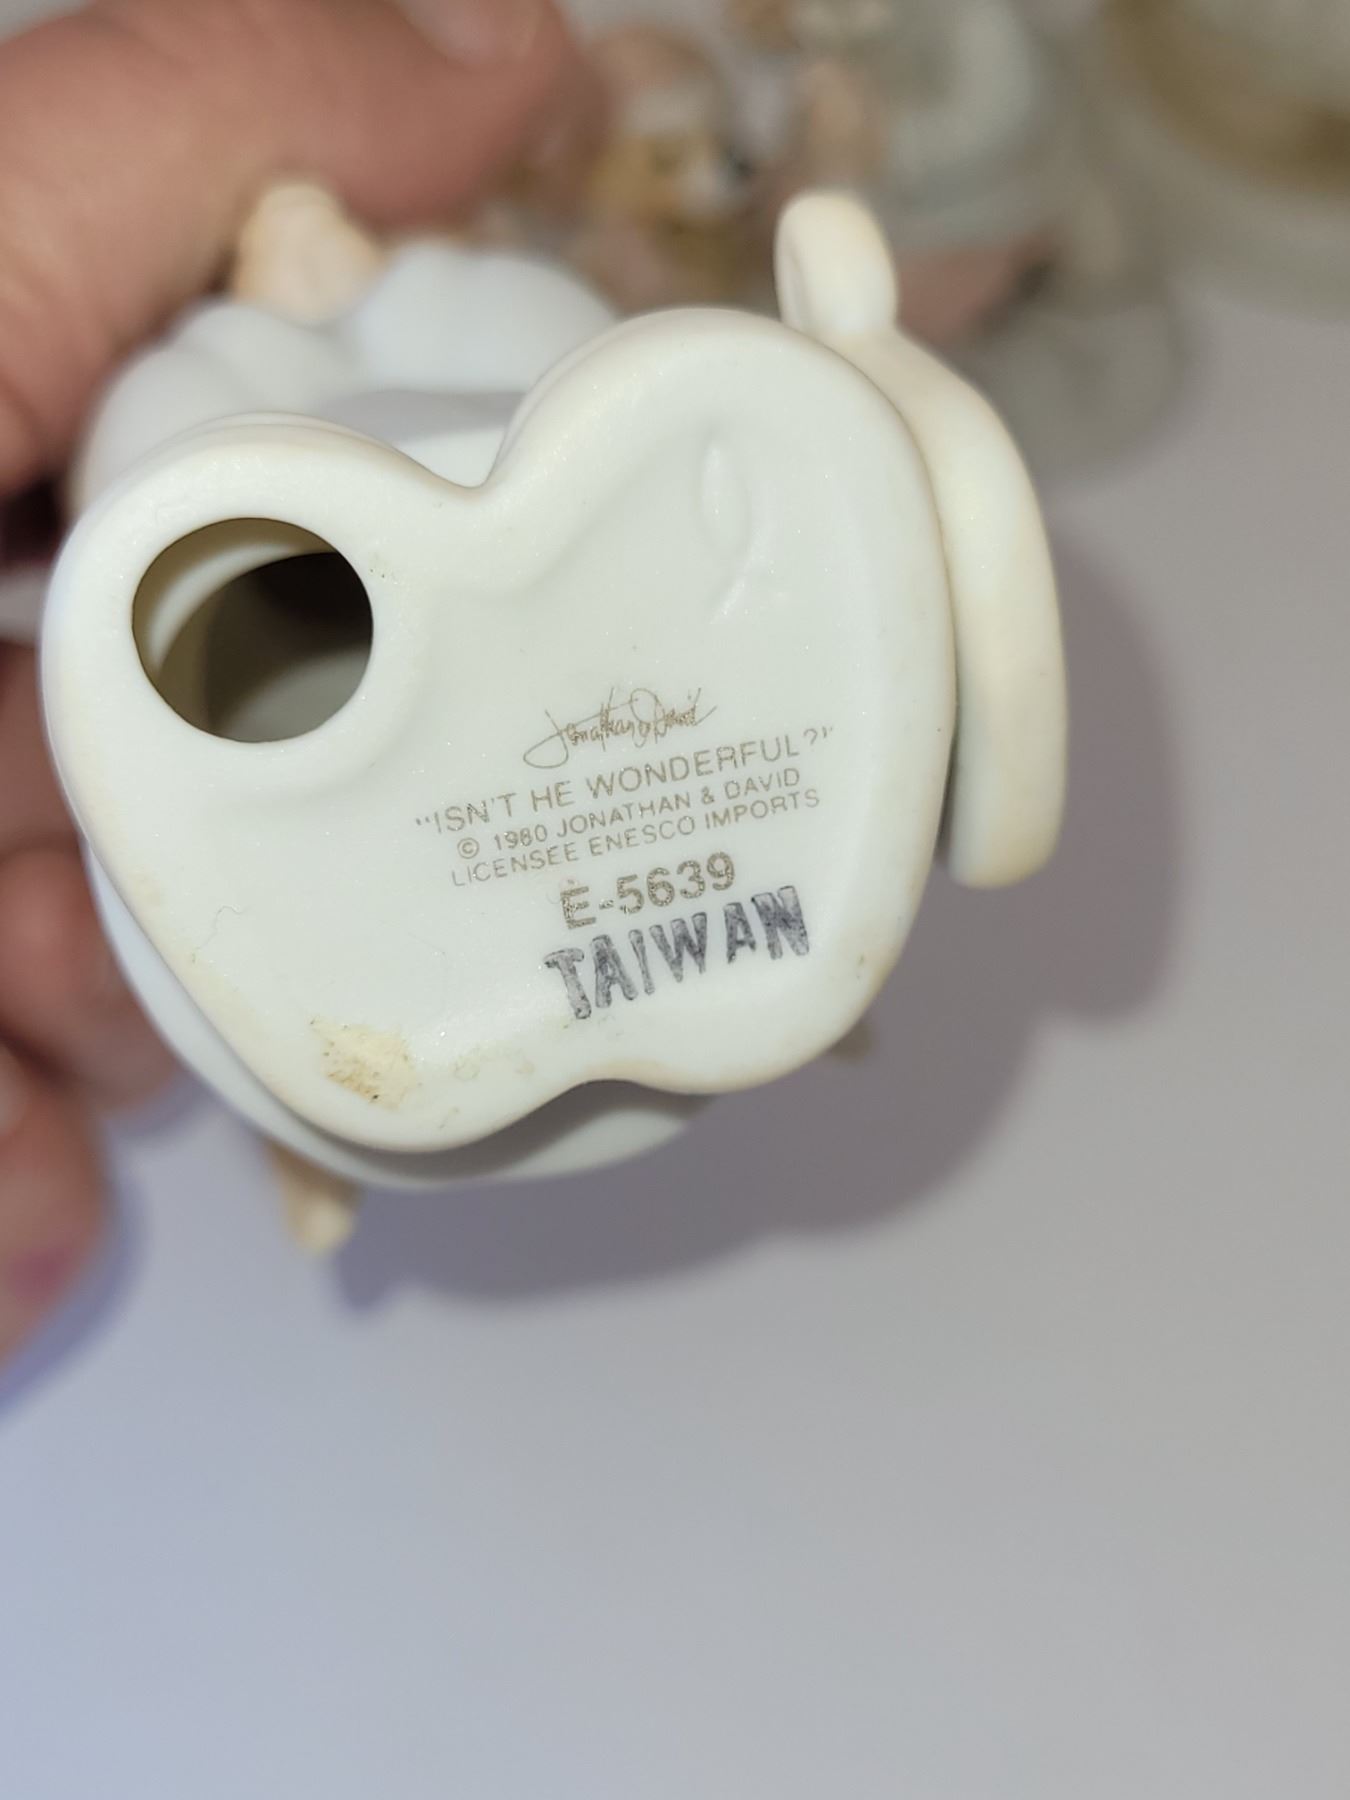 Jonathan & David
"ISN'T HE WONDERFUL?"
© 1980 JONATHAN & DAVID
LICENSEE ENESCO IMPORTS
E-5639
TAIWAN